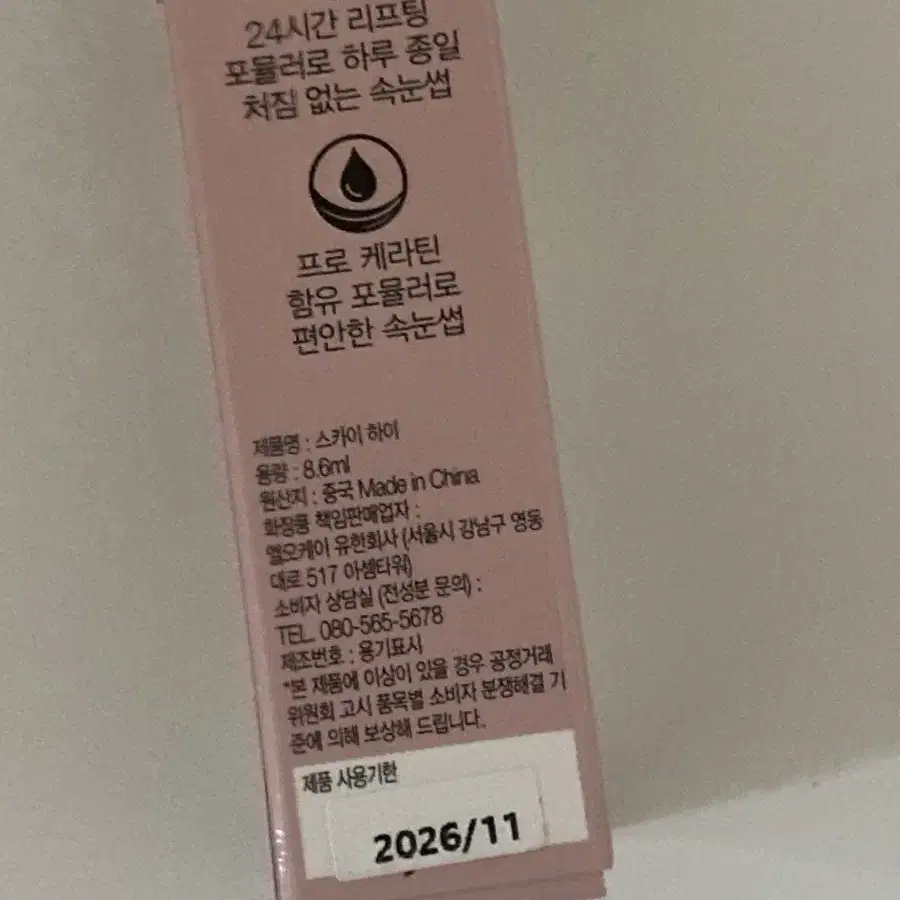 24시간 리프팅
포뮬러로 하루 종일
처짐 없는 속눈썹
프로 케라틴
함유 포뮬러로
편안한 속눈썹
제품명 : 스카이 하이
용량 : 8.6ml
원산지 : 중국 Made in China
화장품 책임판매업자 :
엘오케이 유한회사 (서울시 강남구 영동
대로 517 아셈타워)
소비자 상담실 (전성분 문의) :
TEL. 080-565-5678
제조번호 : 용기표시
*본 제품에 이상이 있을 경우 공정거래
위원회 고시 품목별 소비자 분쟁해결 기
준에 의해 보상해 드립니다.
제품 사용기한
2026/11